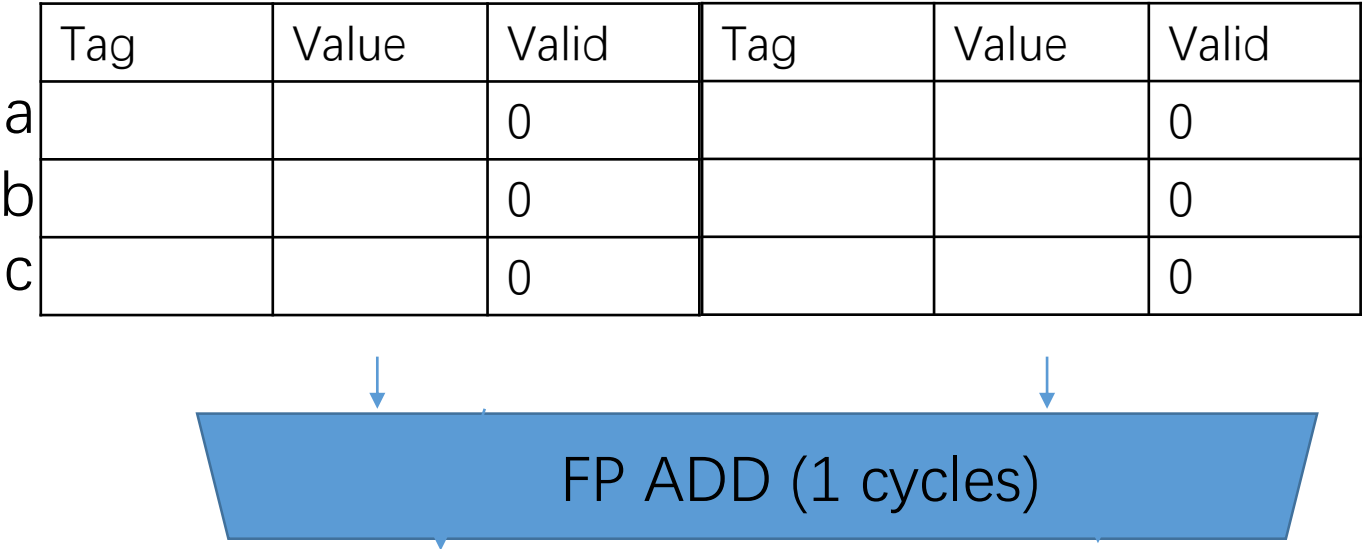 Tag Value Valid Tag Value Valid
a 0 0
b 0 0
c 0 0
FP ADD (1 cycles)